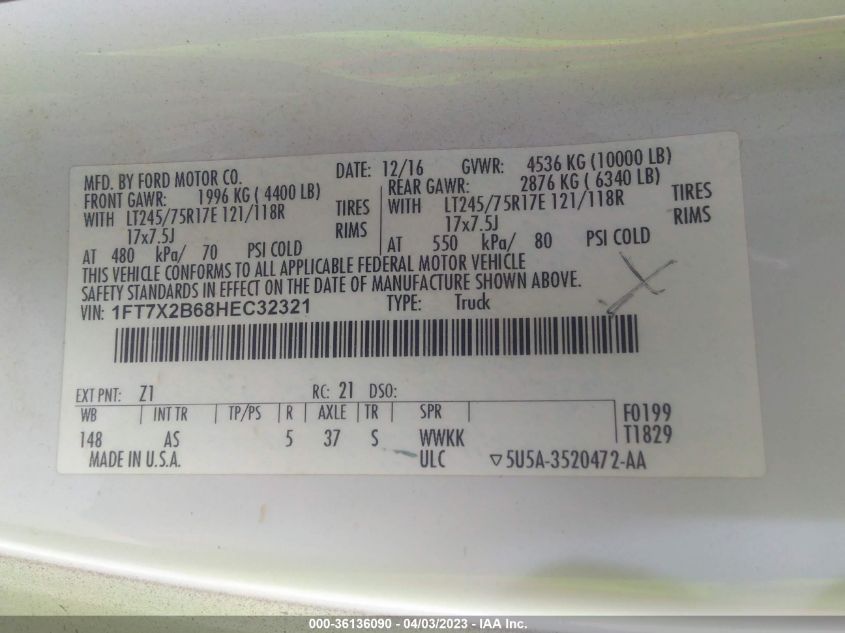 MFD. BY FORD MOTOR CO. DATE: 12/16 GVWR: 4536 KG (10000 LB)
FRONT GAWR: 1996 KG ( 4400 LB) REAR GAWR: 2876 KG ( 6340 LB)
WITH LT245/75R17E 121/118R TIRES WITH LT245/75R17E 121/118R TIRES
17x7.5J RIMS 17x7.5J RIMS
AT 480 kPa/ 70 PSI COLD AT 550 kPa/ 80 PSI COLD
THIS VEHICLE CONFORMS TO ALL APPLICABLE FEDERAL MOTOR VEHICLE
SAFETY STANDARDS IN EFFECT ON THE DATE OF MANUFACTURE SHOWN ABOVE.
VIN: 1FT7X2B68HEC32321 TYPE: Truck
EXT PNT: Z1 RC: 21 DSO:
WB INT TR TP/PS R AXLE TR SPR F0199
148 AS 5 37 S WWKK T1829
MADE IN U.S.A. ULC ▽5U5A-3520472-AA
000-36136090 - 04/03/2023 - IAA Inc.